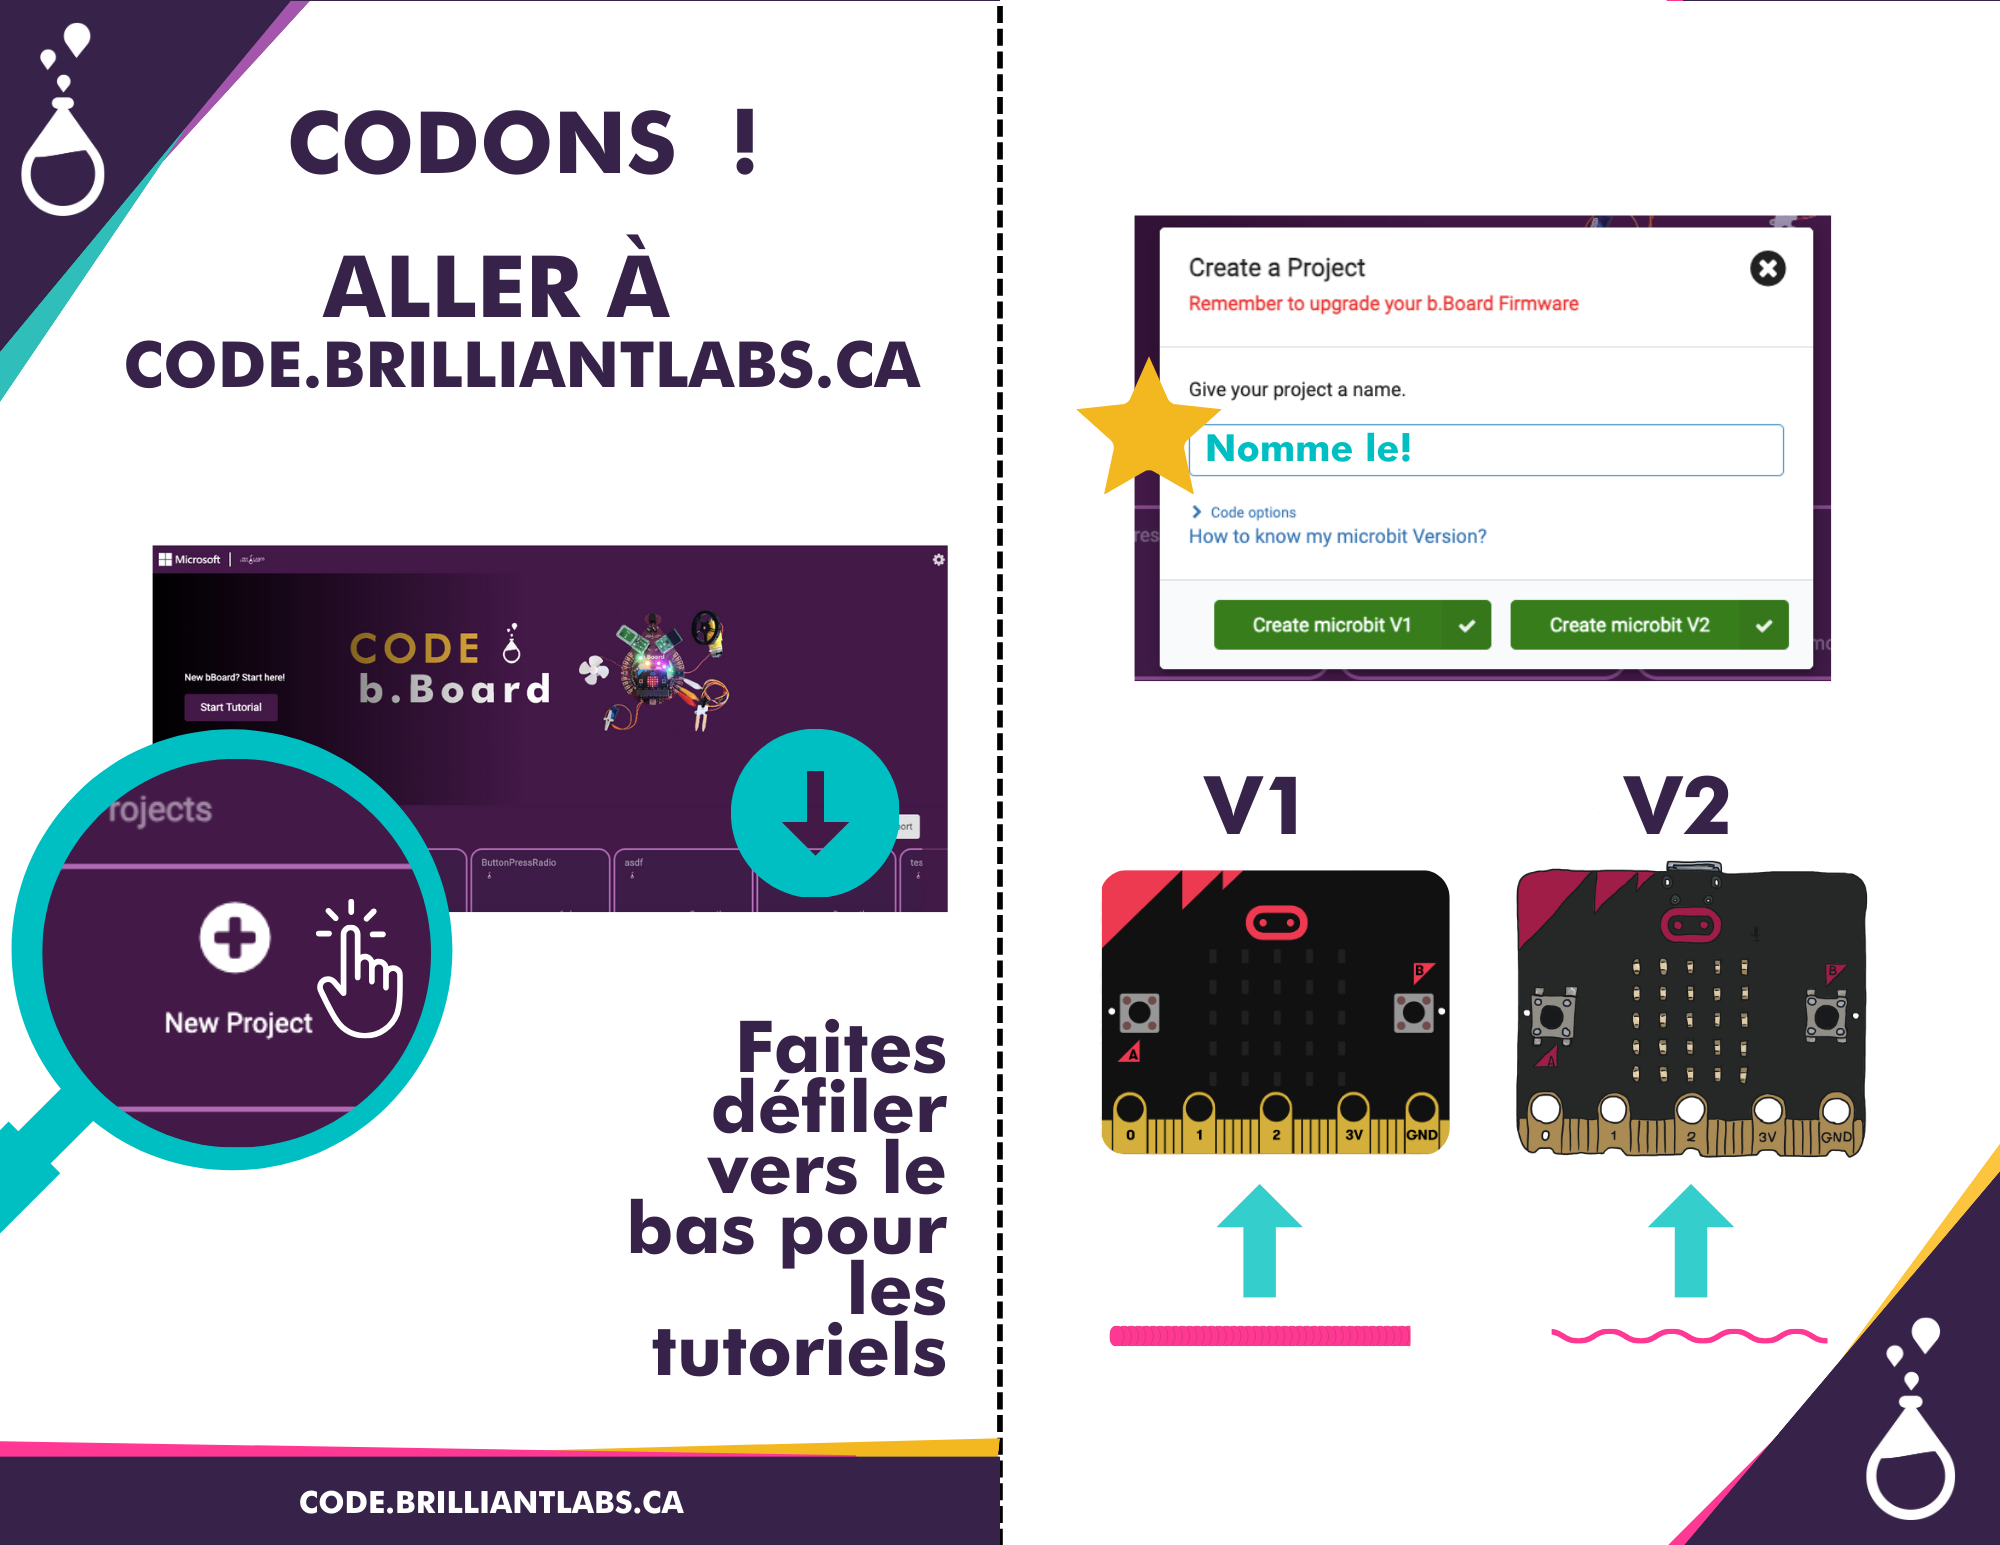 CODONS !
ALLER À
CODE.BRILLIANTLABS.CA
Microsoft
CODE
b.Board
New bBoard? Start here!
Start Tutorial
rojects
ort
ButtonPressRadio
asdf
tes
New Project
Faites
défiler
vers le
bas pour
les
tutoriels
CODE.BRILLIANTLABS.CA
Create a Project
Remember to upgrade your b.Board Firmware
Give your project a name.
Nomme le!
Code options
res
How to know my microbit Version?
Create microbit V1
Create microbit V2
V1
V2
B
A
0 1 2 3V GND
B
A
0 1 2 3V GND